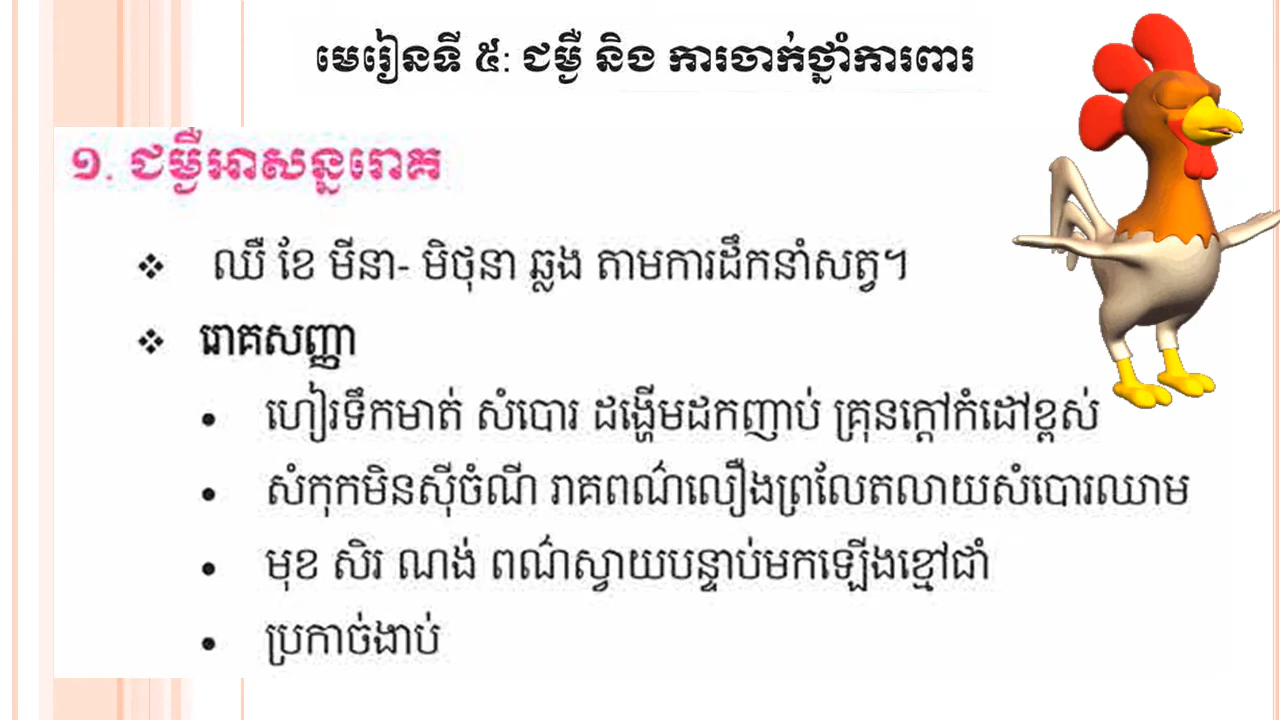 មេរៀនទី ៥: ជម្ងឺ និង ការចាក់ថ្នាំការពារ
១. ជម្ងឺអាសន្នរោគ
❖ ឈឺ ខែ មីនា- មិថុនា ឆ្លង តាមការដឹកនាំសត្វ។
❖ រោគសញ្ញា
• ហៀរទឹកមាត់ សំបោរ ដង្ហើមដកញាប់ គ្រុនក្ដៅកំដៅខ្ពស់
• សំកុកមិនស៊ីចំណី រាគពណ៌លឿងព្រលែតលាយសំបោរឈាម
• មុខ សិរ ណង់ ពណ៌ស្វាយបន្ទាប់មកឡើងខ្មៅជាំ
• ប្រកាច់ងាប់